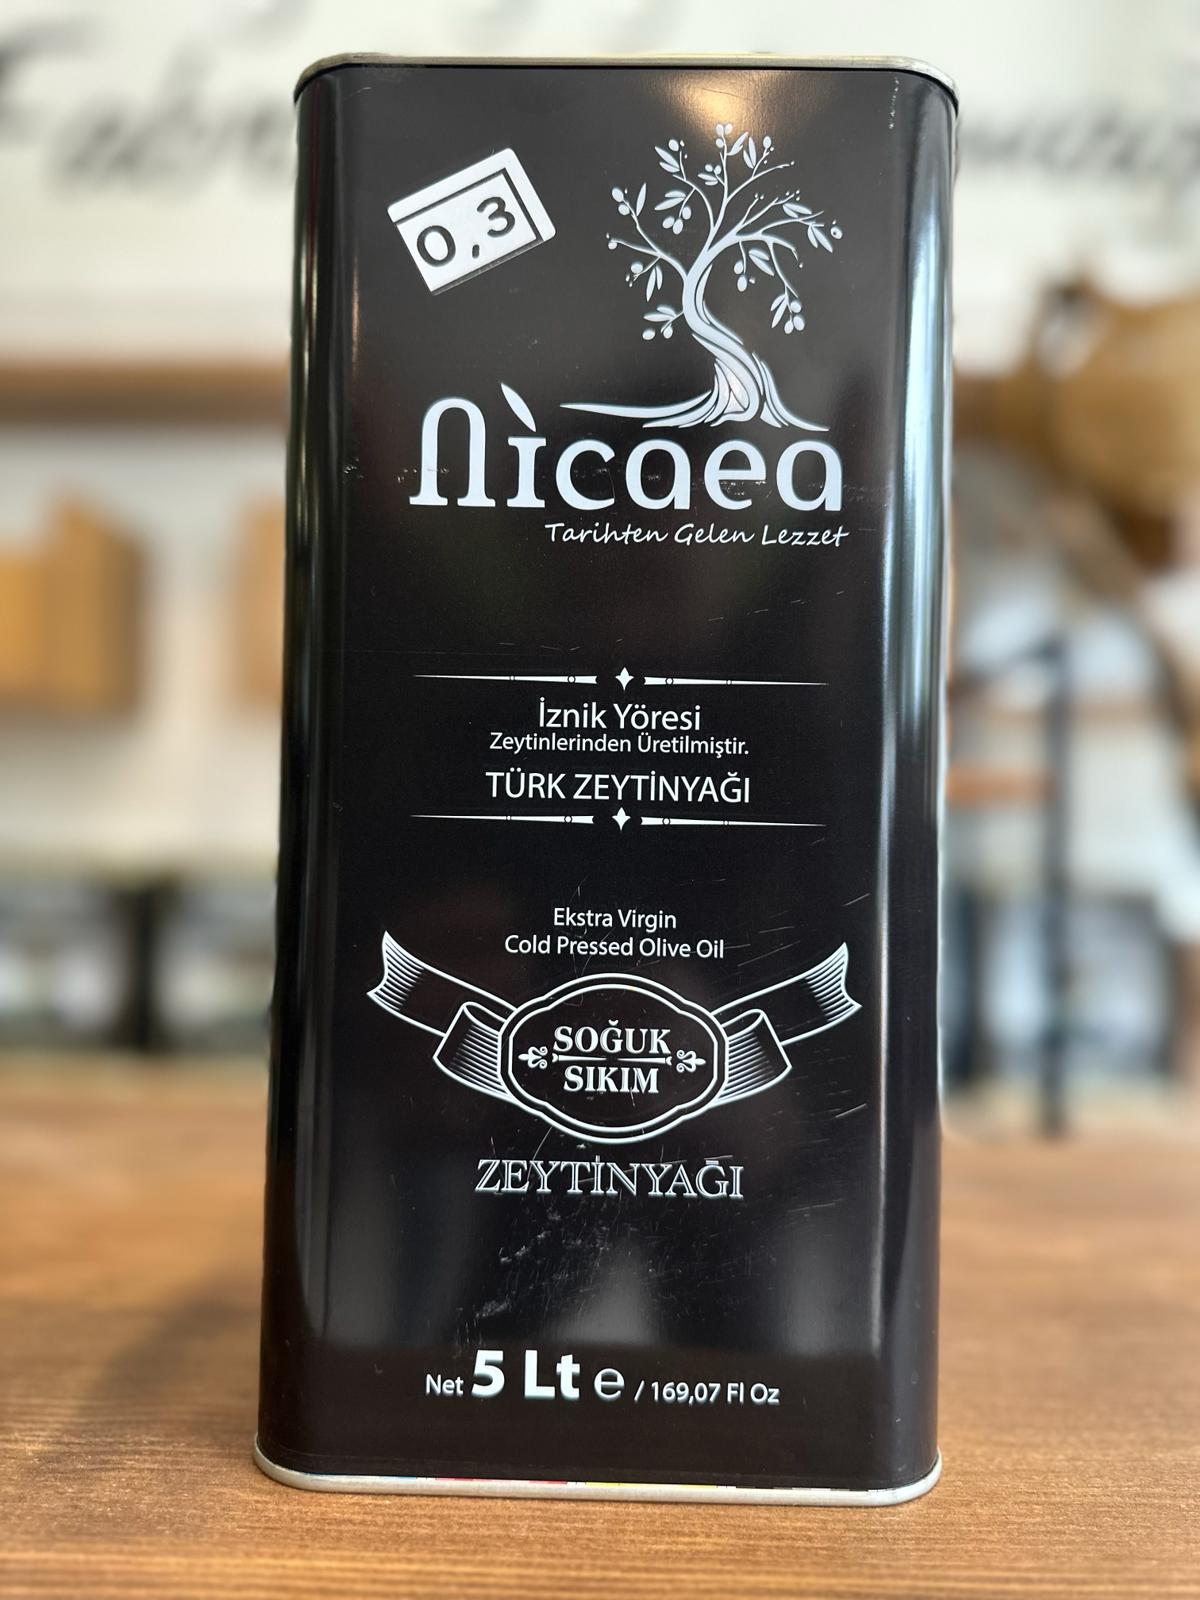 0,3
Nicaea
Tarihten Gelen Lezzet
İznik Yöresi
Zeytinlerinden Üretilmiştir.
TÜRK ZEYTİNYAĞI
Ekstra Virgin
Cold Pressed Olive Oil
SOĞUK
SIKIM
ZEYTİNYAĞI
Net 5 Lt ℮ / 169,07 Fl Oz